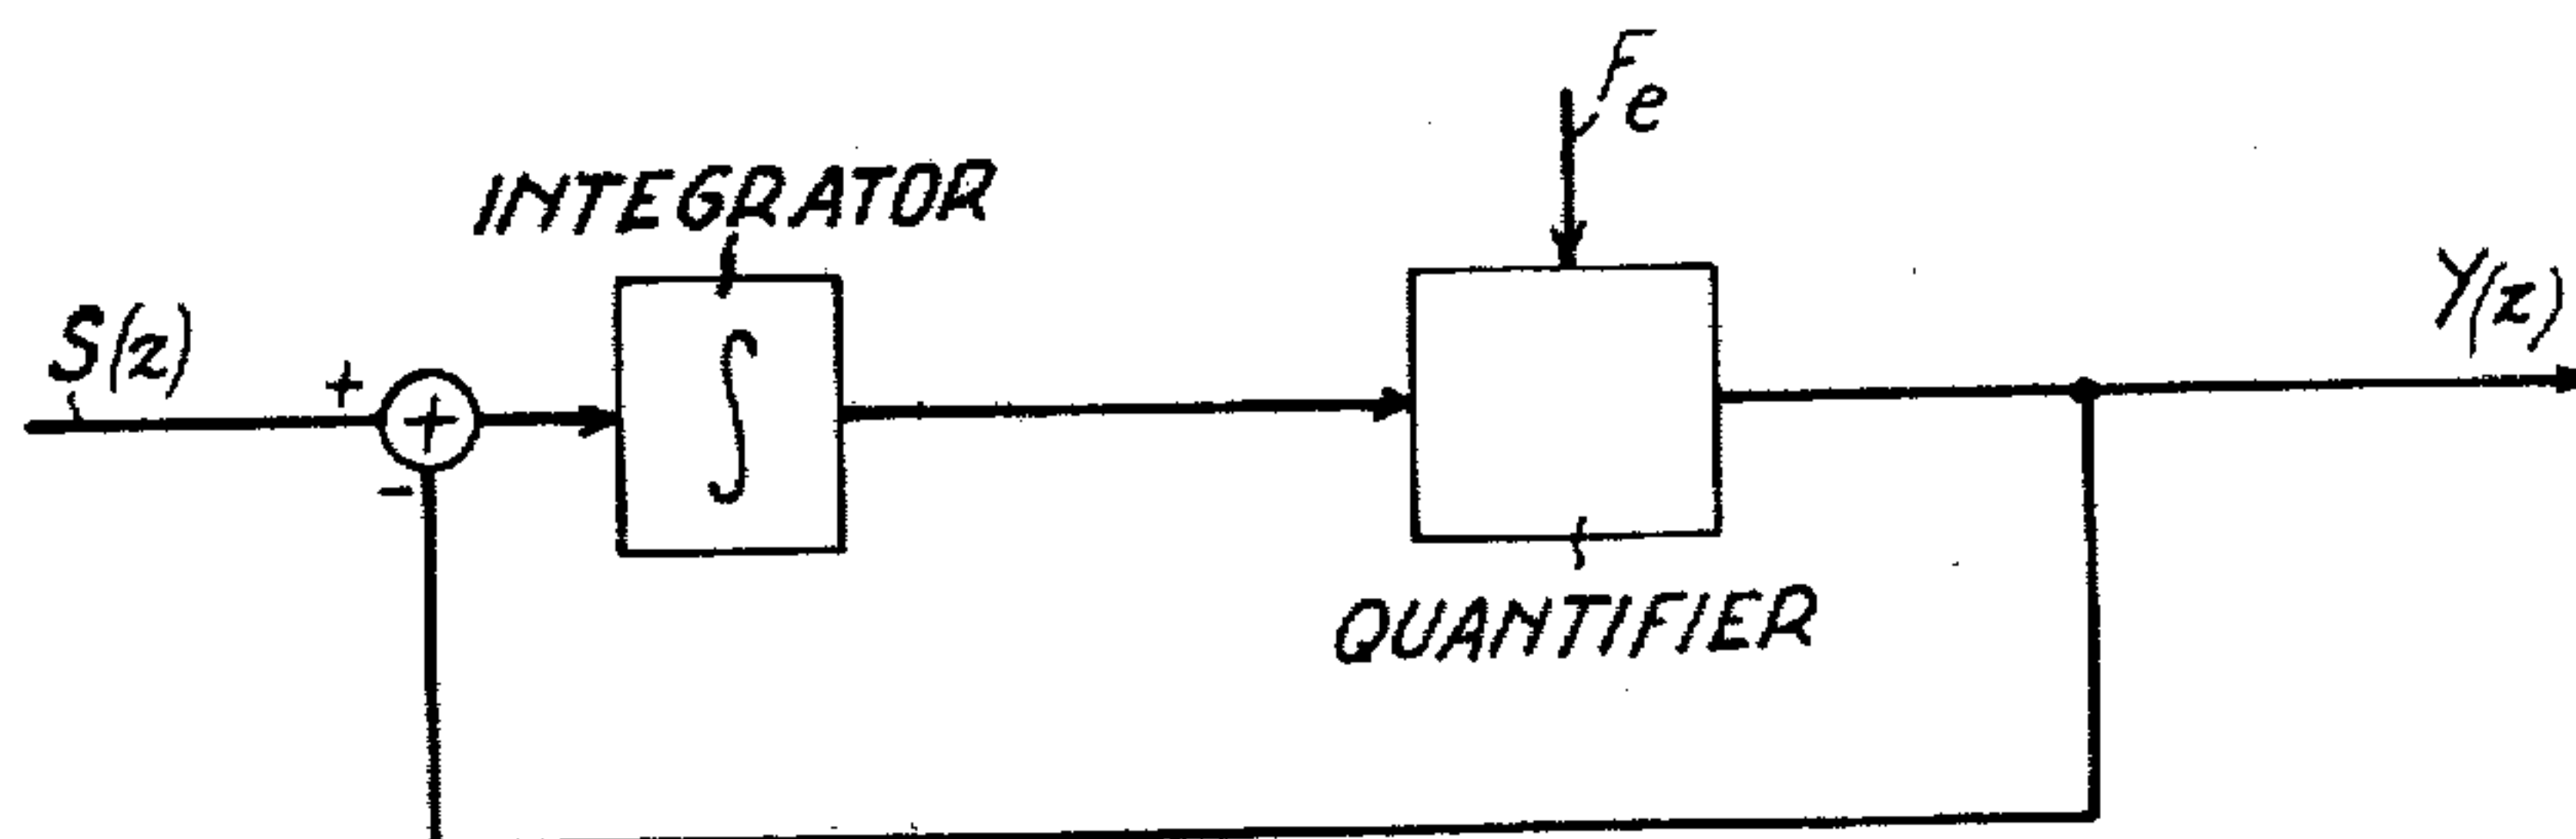 Fe
INTEGRATOR
S(z)
Y(z)
+
+
-
∫
QUANTIFIER